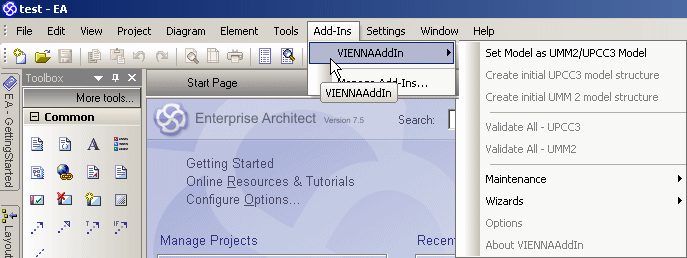 test - EA
File Edit View Project Diagram Element Tools Add-Ins Settings Window Help
VIENNAAddIn
Manage Add-Ins...
VIENNAAddIn
Set Model as UMM2/UPCC3 Model
Create initial UPCC3 model structure
Create initial UMM 2 model structure
Validate All - UPCC3
Validate All - UMM2
Maintenance
Wizards
Options
About VIENNAAddIn
EA - GettingStarted
Layout
Toolbox
More tools...
Common
Start Page
Enterprise Architect Version 7.5
Search:
Getting Started
Online Resources & Tutorials
Configure Options...
Manage Projects
Recen